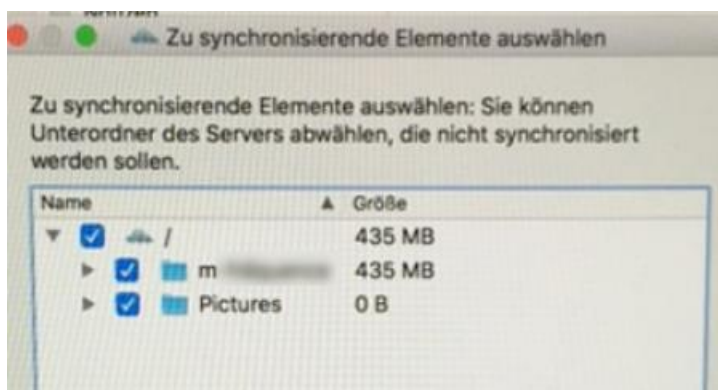 Zu synchronisierende Elemente auswählen
Zu synchronisierende Elemente auswählen: Sie können
Unterordner des Servers abwählen, die nicht synchronisiert
werden sollen.
Name Größe
/ 435 MB
m 435 MB
Pictures 0 B